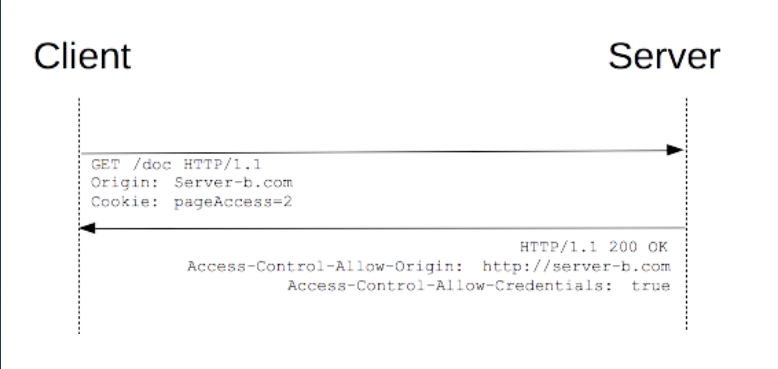 Client
Server
GET /doc HTTP/1.1
Origin: Server-b.com
Cookie: pageAccess=2
HTTP/1.1 200 OK
Access-Control-Allow-Origin: http://server-b.com
Access-Control-Allow-Credentials: true